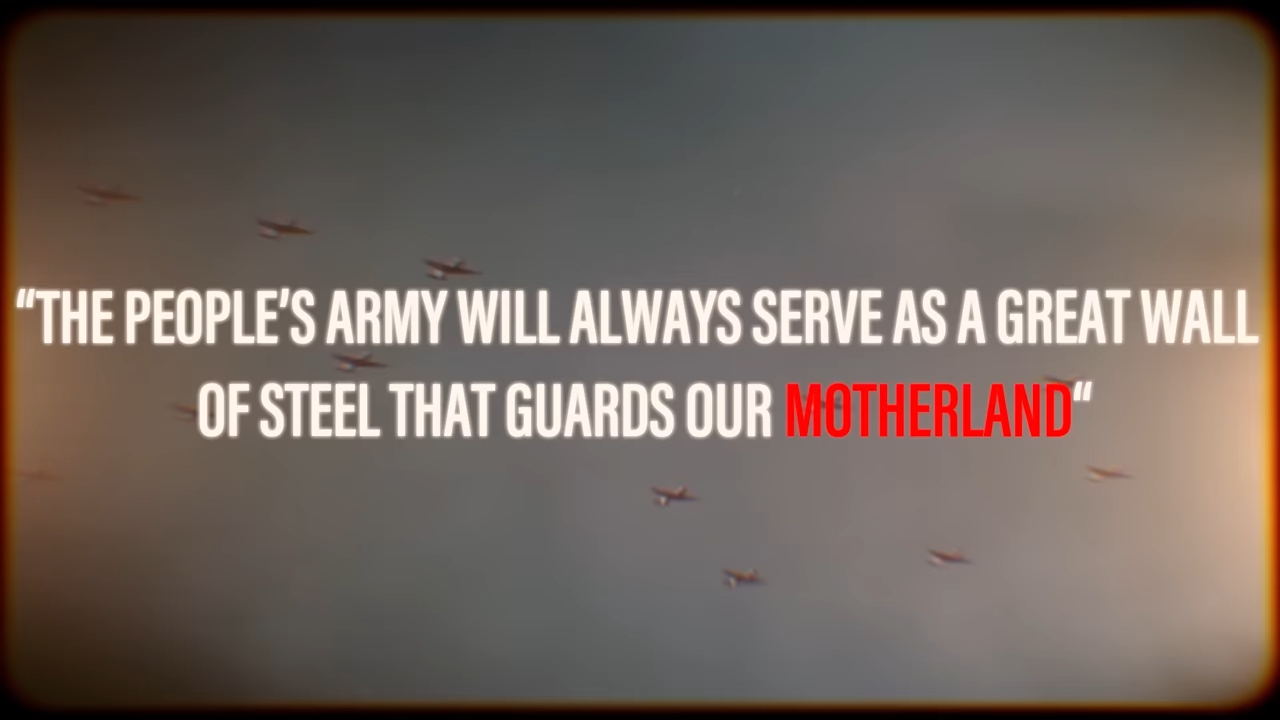 “THE PEOPLE’S ARMY WILL ALWAYS SERVE AS A GREAT WALL
OF STEEL THAT GUARDS OUR MOTHERLAND“